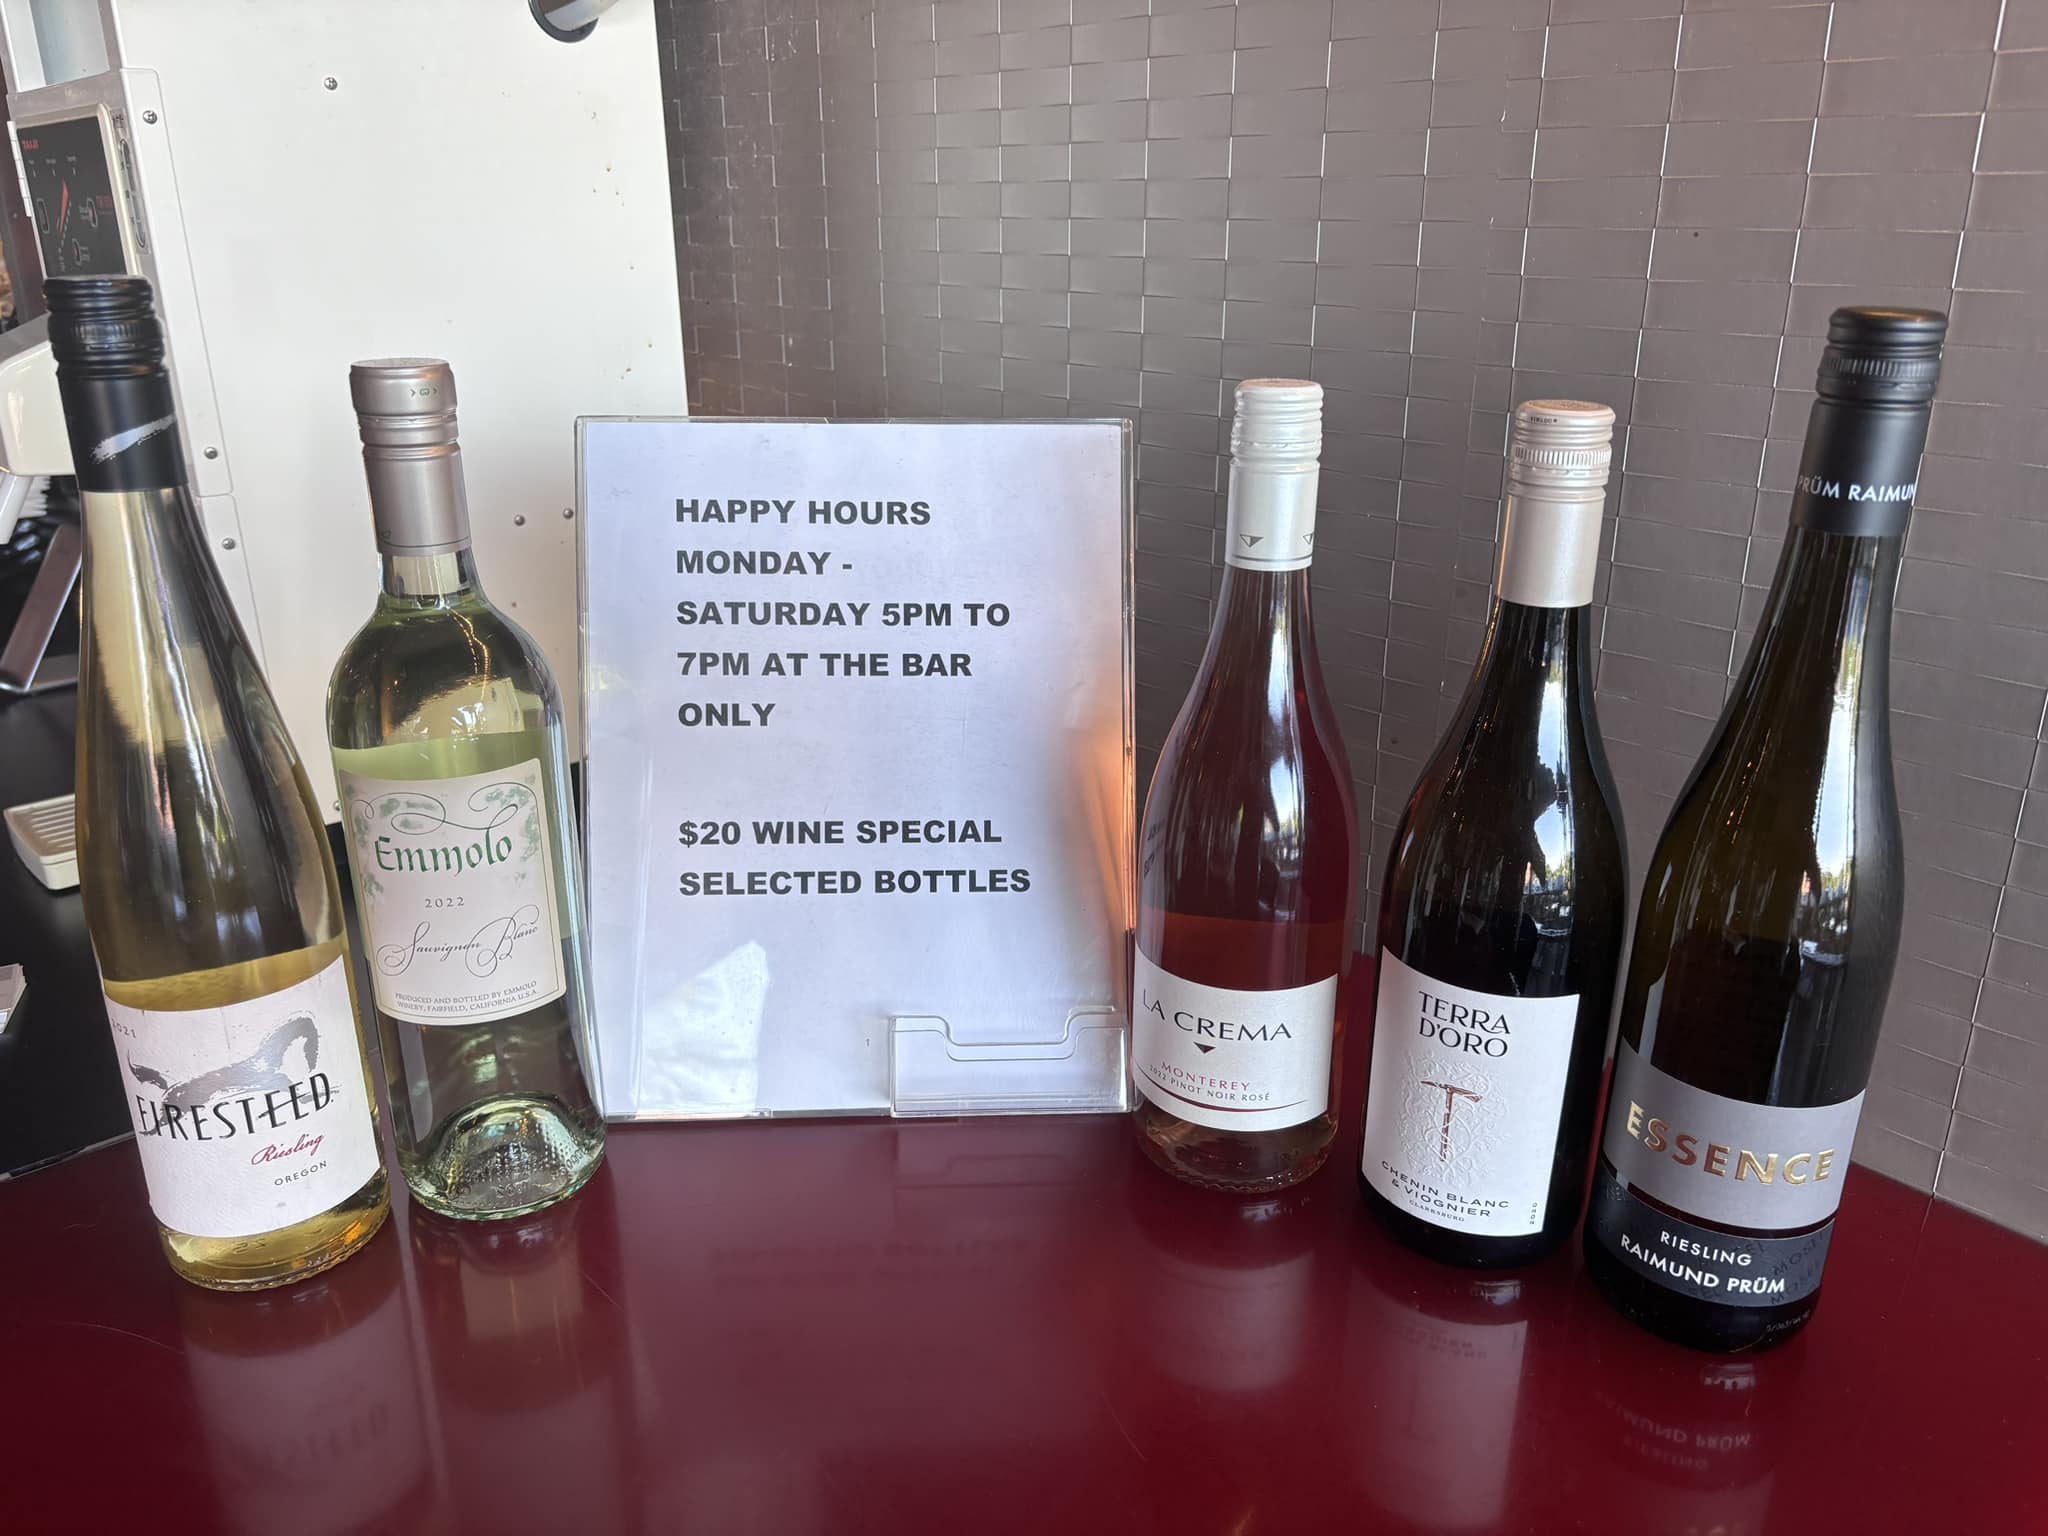 HAPPY HOURS
MONDAY -
SATURDAY 5PM TO
7PM AT THE BAR
ONLY
$20 WINE SPECIAL
SELECTED BOTTLES
2021
FIRESTEED
Riesling
OREGON
Emmolo
2022
Sauvignon Blanc
PRODUCED AND BOTTLED BY EMMOLO
WINERY, FAIRFIELD, CALIFORNIA U.S.A.
LA CREMA
MONTEREY
2022 PINOT NOIR ROSÉ
TERRA
D'ORO
CHENIN BLANC
& VIOGNIER
CLARKSBURG
2020
PRÜM RAIMUN
ESSENCE
RIESLING
RAIMUND PRÜM